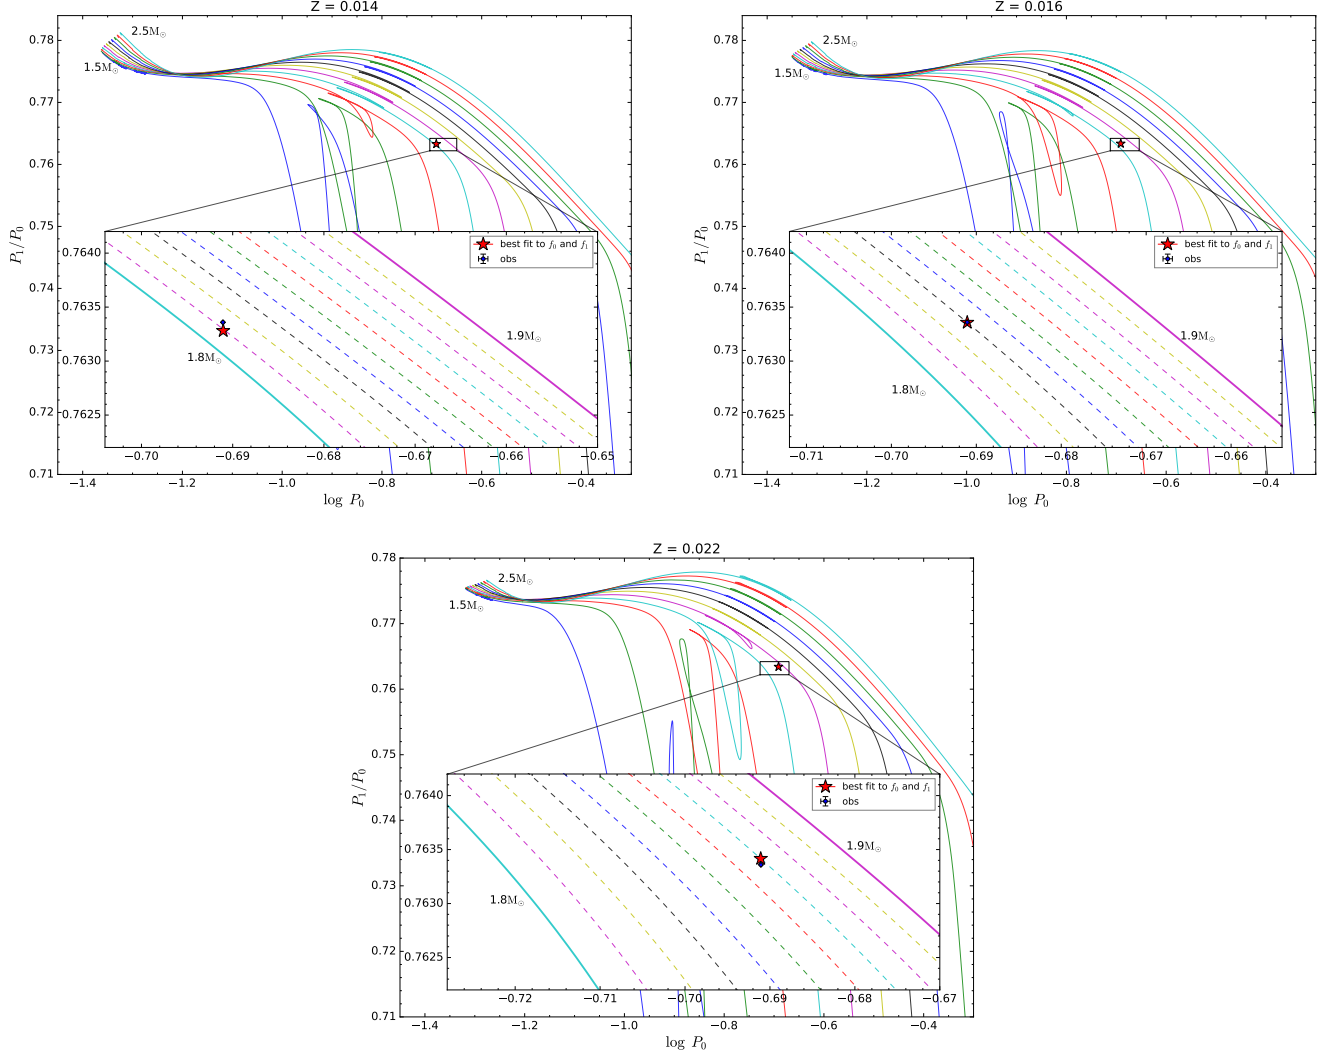 Z = 0.014
0.78
0.77
0.76
0.75
0.74
0.73
0.72
0.71
P₁/P₀
2.5M☉
1.5M☉
best fit to f₀ and f₁
obs
0.7640
0.7635
0.7630
0.7625
1.8M☉
1.9M☉
−0.70 −0.69 −0.68 −0.67 −0.66 −0.65
−1.4 −1.2 −1.0 −0.8 −0.6 −0.4
log P₀
Z = 0.016
0.78
0.77
0.76
0.75
0.74
0.73
0.72
0.71
P₁/P₀
2.5M☉
1.5M☉
best fit to f₀ and f₁
obs
0.7640
0.7635
0.7630
0.7625
1.9M☉
1.8M☉
−0.71 −0.70 −0.69 −0.68 −0.67 −0.66
−1.4 −1.2 −1.0 −0.8 −0.6 −0.4
log P₀
Z = 0.022
0.78
0.77
0.76
0.75
0.74
0.73
0.72
0.71
P₁/P₀
2.5M☉
1.5M☉
best fit to f₀ and f₁
obs
0.7640
0.7635
0.7630
0.7625
1.9M☉
1.8M☉
−0.72 −0.71 −0.70 −0.69 −0.68 −0.67
−1.4 −1.2 −1.0 −0.8 −0.6 −0.4
log P₀